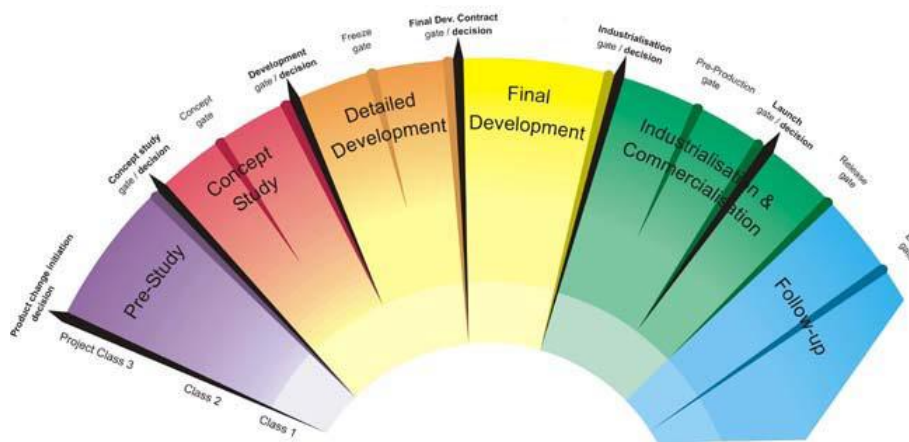 Product change initiation
decision
Project Class 3
Class 2
Class 1
Pre-Study
Concept study
gate / decision
Concept
Study
Concept
gate
Development
gate / decision
Detailed
Development
Freeze
gate
Final Dev. Contract
gate / decision
Final
Development
Industrialisation
gate / decision
Industrialisation &
Commercialisation
Pre-Production
gate
Launch
gate / decision
Release
gate
Follow-up